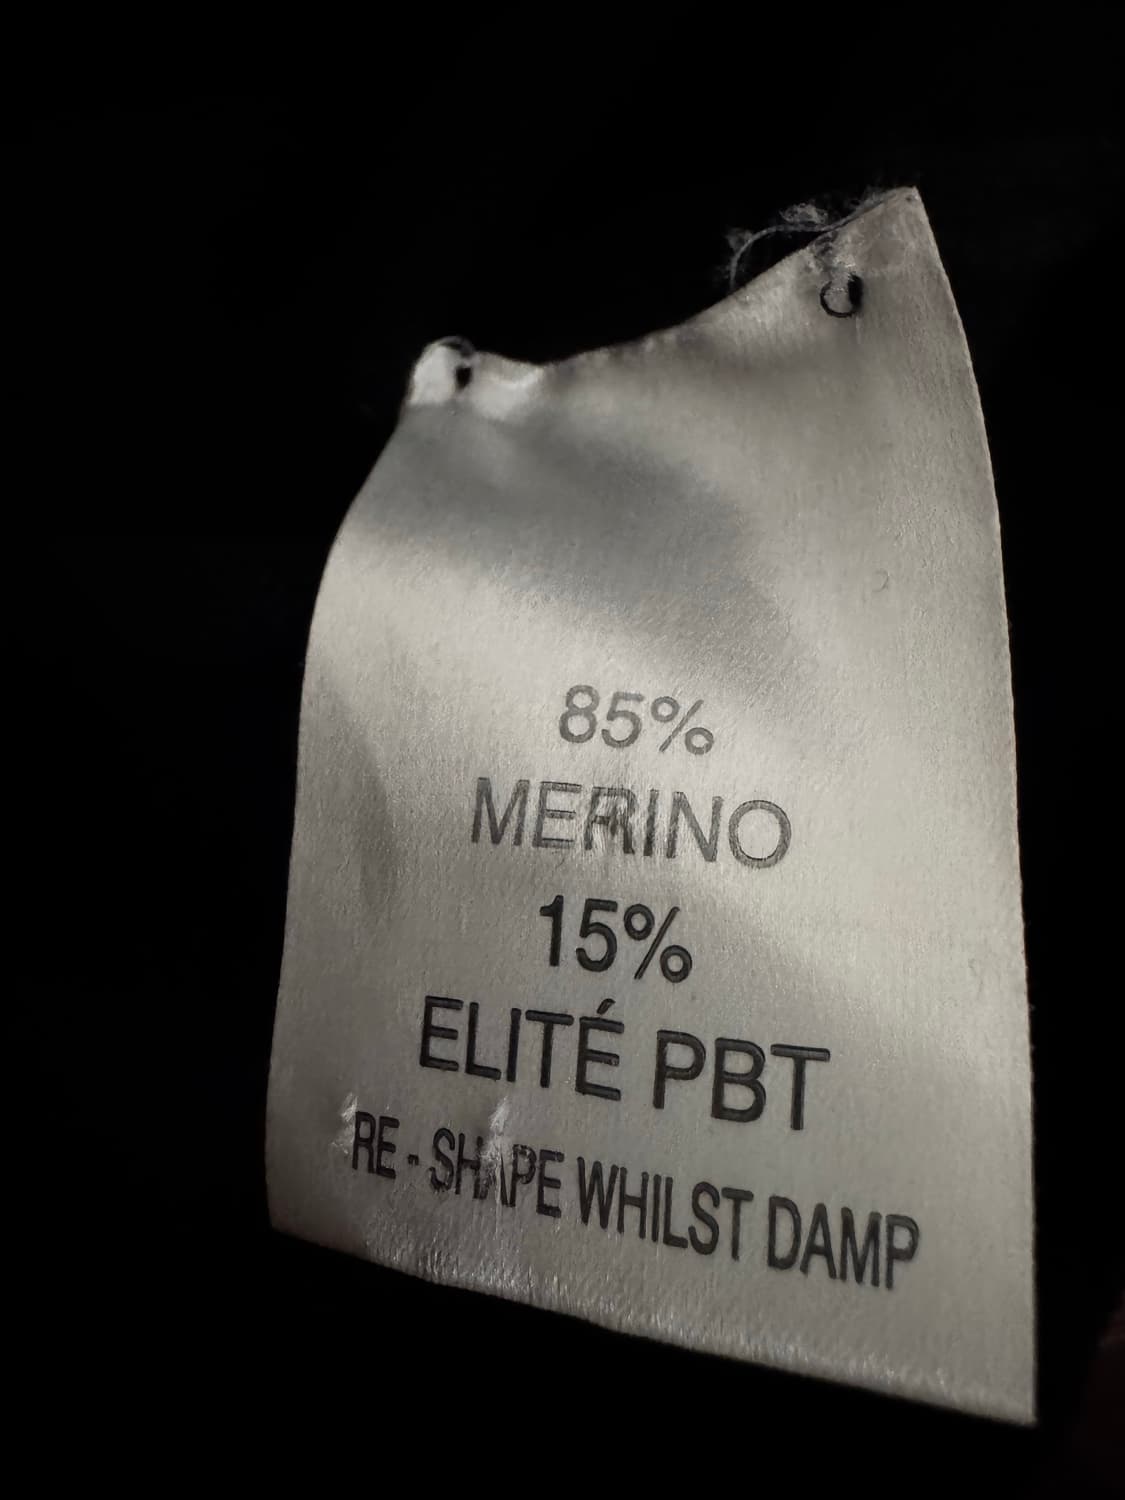 85%
MERINO
15%
ELITÉ PBT
RE - SHAPE WHILST DAMP